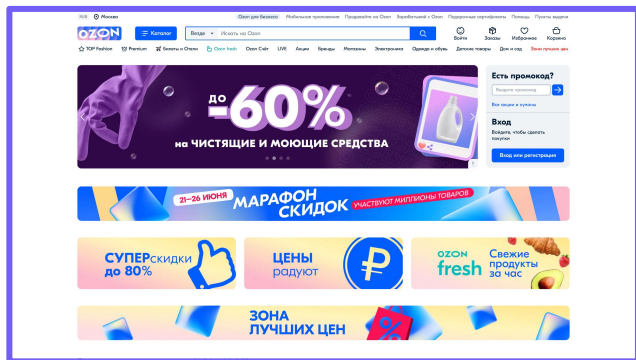 RUB Москва Ozon для бизнеса Мобильное приложение Продавайте на Ozon Зарабатывай с Ozon Подарочные сертификаты Помощь Пункты выдачи
OZON Каталог Везде Искать на Ozon Войти Заказы Избранное Корзина
TOP Fashion Premium Билеты и Отели Ozon fresh Ozon Счёт LIVE Акции Бренды Магазины Электроника Одежда и обувь Детские товары Дом и сад Зона лучших цен
ДО
-60%
на ЧИСТЯЩИЕ И МОЮЩИЕ СРЕДСТВА
Есть промокод?
Введите промокод
Все акции и купоны
Вход
Войдите, чтобы сделать
покупки
Вход или регистрация
21–26 ИЮНЯ МАРАФОН
СКИДОК УЧАСТВУЮТ МИЛЛИОНЫ ТОВАРОВ
СУПЕРСКИДКИ
до 80%
ЦЕНЫ
радуют
OZON
fresh
Свежие
продукты
за час
ЗОНА
ЛУЧШИХ ЦЕН